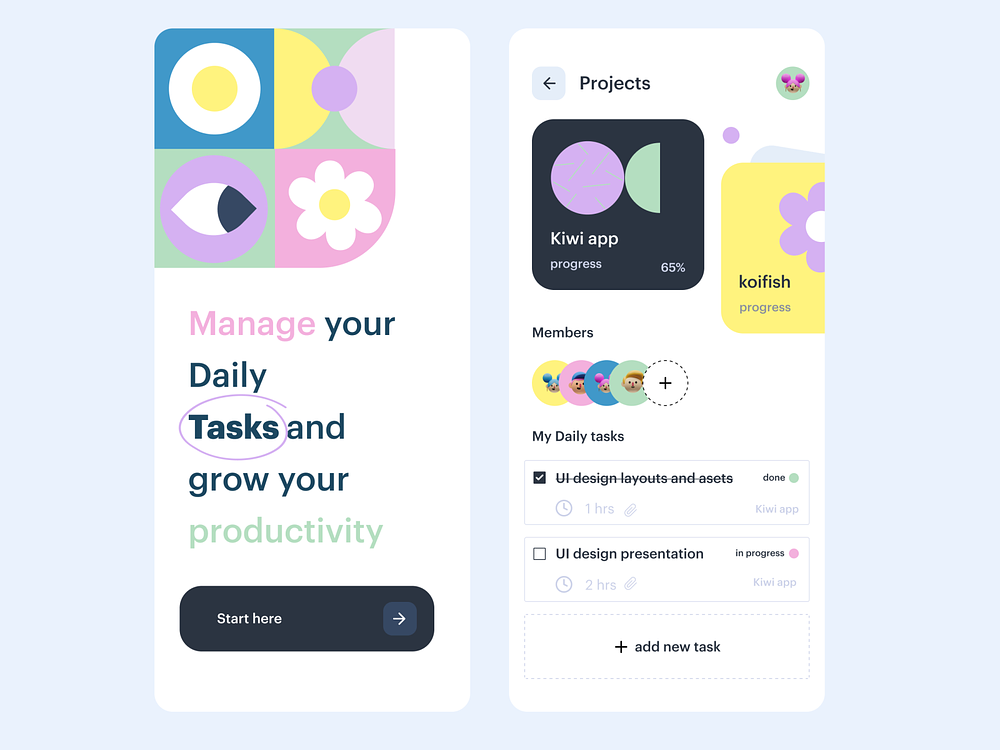 Manage your
Daily
Tasks and
grow your
productivity
Start here
Projects
Kiwi app
progress
65%
koifish
progress
Members
My Daily tasks
UI design layouts and asets
done
1 hrs
Kiwi app
UI design presentation
in progress
2 hrs
Kiwi app
+ add new task